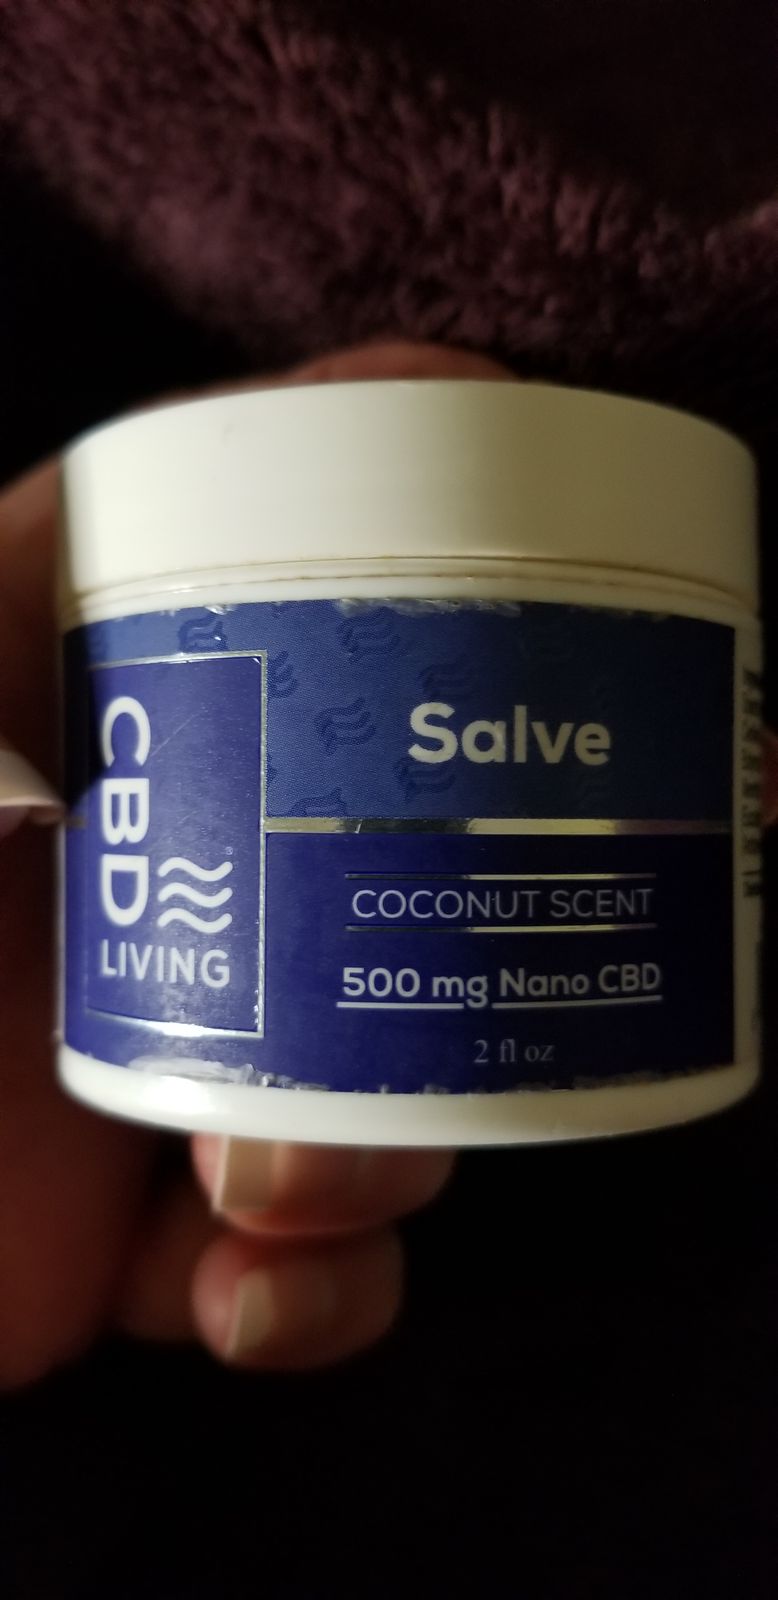 CBD
LIVING
®
Salve
COCONUT SCENT
500 mg Nano CBD
2 fl oz